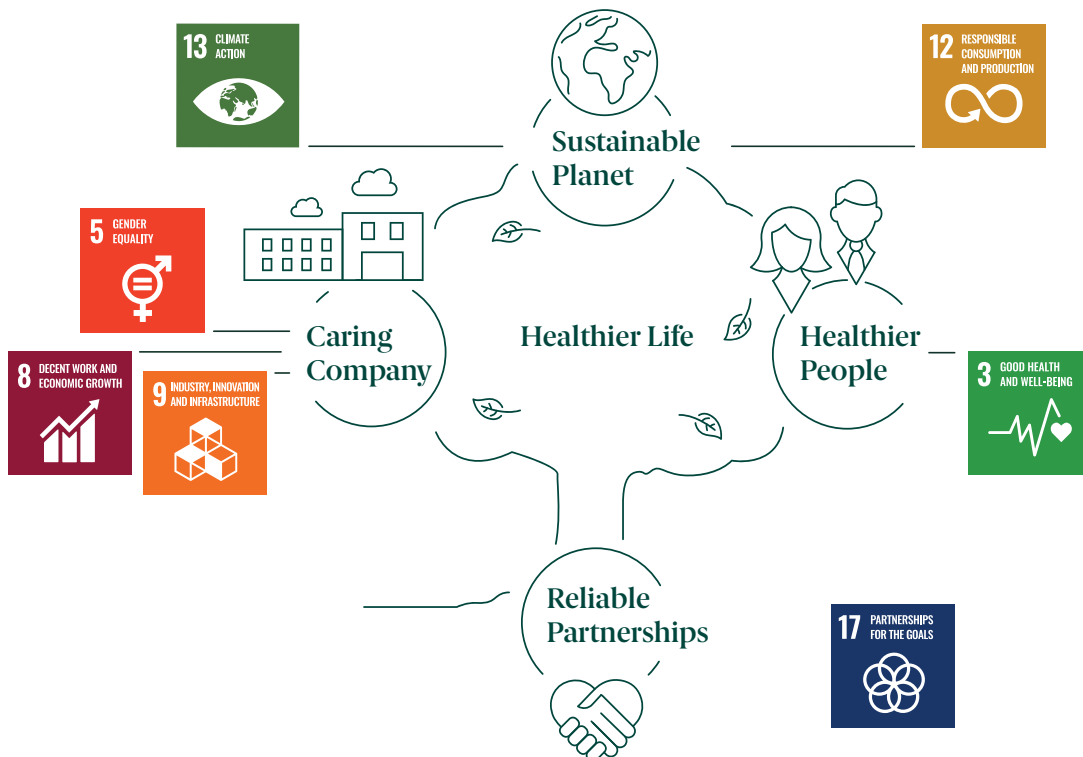 13 CLIMATE
ACTION
12 RESPONSIBLE
CONSUMPTION
AND PRODUCTION
Sustainable
Planet
5 GENDER
EQUALITY
Caring
Company
Healthier Life
Healthier
People
8 DECENT WORK AND
ECONOMIC GROWTH
9 INDUSTRY, INNOVATION
AND INFRASTRUCTURE
3 GOOD HEALTH
AND WELL-BEING
Reliable
Partnerships
17 PARTNERSHIPS
FOR THE GOALS